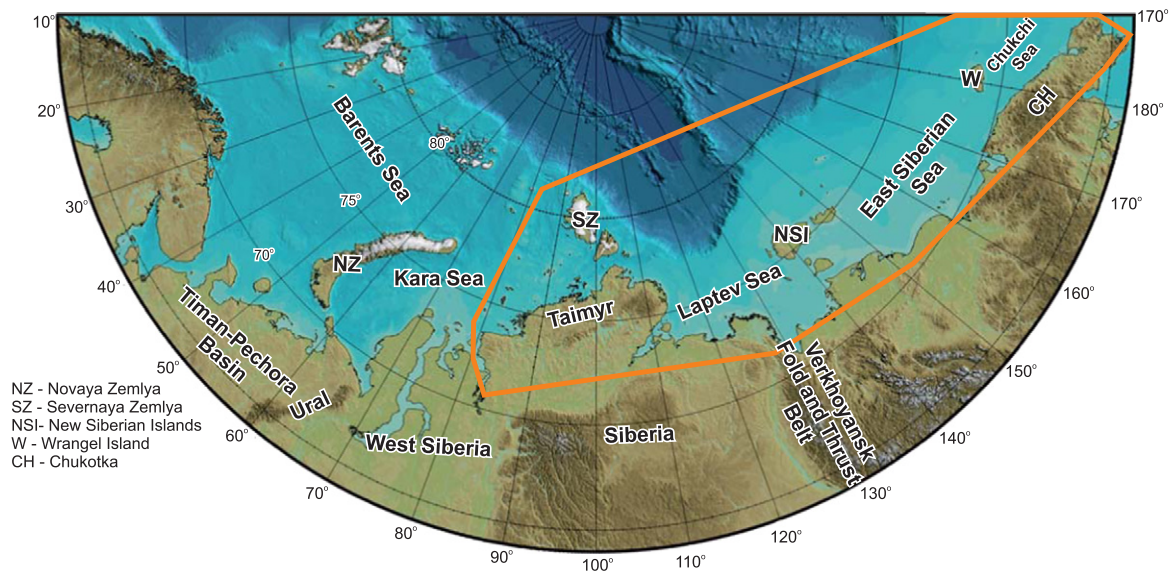 10°
170°
Chukchi
Sea
W
CH
20°
180°
Barents Sea
80°
East Siberian
Sea
75°
30°
170°
SZ
NSI
70°
NZ
Kara Sea
Laptev Sea
40°
160°
Taimyr
Timan-Pechora
Basin
50°
150°
Verkhoyansk
Fold and Thrust
Belt
NZ - Novaya Zemlya
SZ - Severnaya Zemlya
NSI- New Siberian Islands
W - Wrangel Island
CH - Chukotka
Ural
60°
West Siberia
Siberia
140°
70°
130°
80°
120°
90°
100°
110°